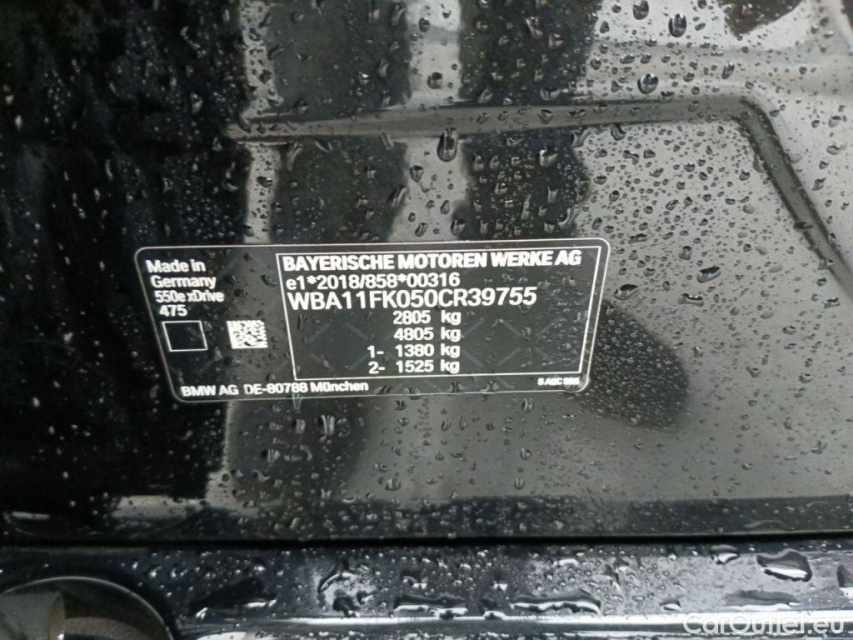 Made in
Germany
550e xDrive
475
BAYERISCHE MOTOREN WERKE AG
e1*2018/858*00316
WBA11FK050CR39755
2805 kg
4805 kg
1- 1380 kg
2- 1525 kg
BMW AG DE-80788 München
CarOutlet.eu